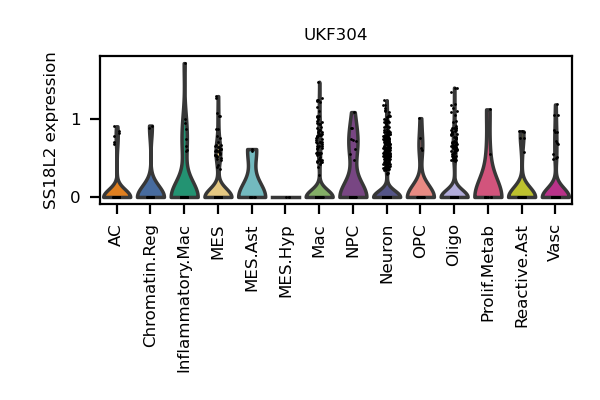 UKF304
SS18L2 expression
1
0
AC
Chromatin.Reg
Inflammatory.Mac
MES
MES.Ast
MES.Hyp
Mac
NPC
Neuron
OPC
Oligo
Prolif.Metab
Reactive.Ast
Vasc